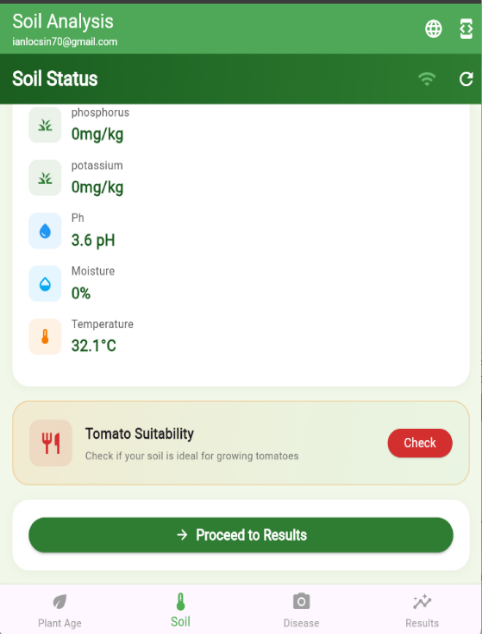 Soil Analysis
ianlocsin70@gmail.com
Soil Status
phosphorus
0mg/kg
potassium
0mg/kg
Ph
3.6 pH
Moisture
0%
Temperature
32.1°C
Tomato Suitability
Check if your soil is ideal for growing tomatoes
Check
→ Proceed to Results
Plant Age
Soil
Disease
Results